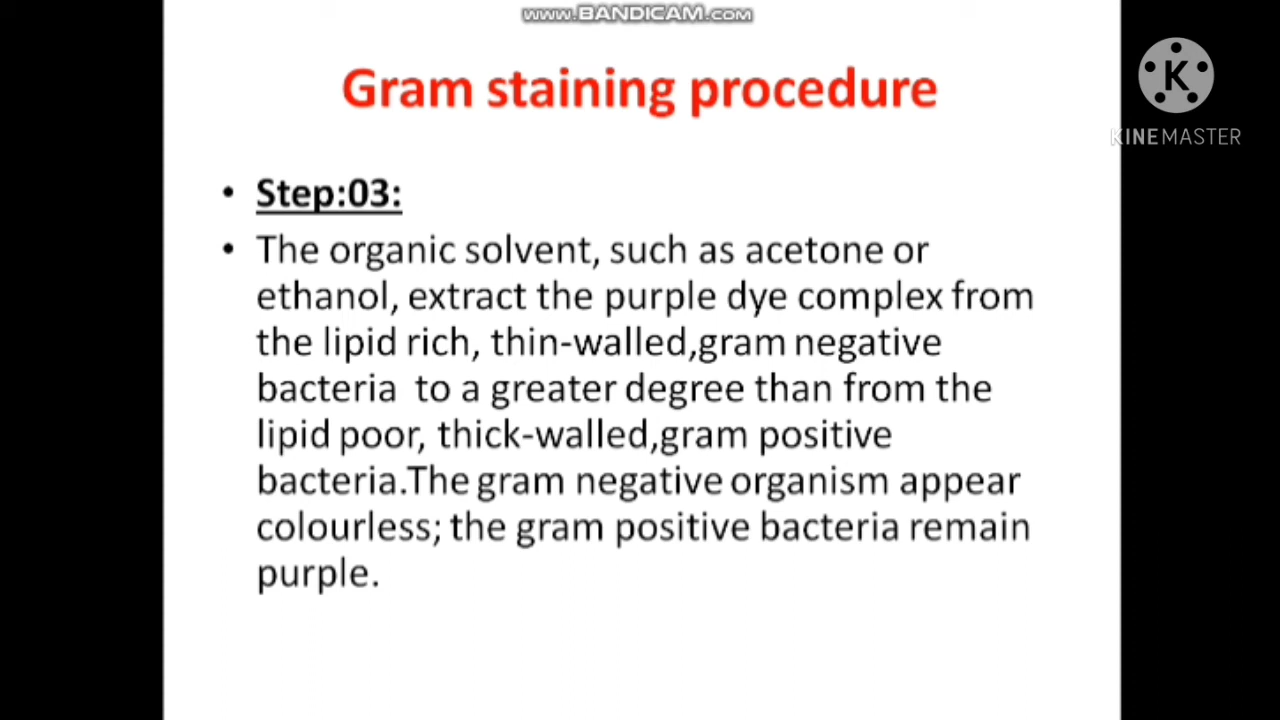 www.BANDICAM.com
Gram staining procedure
K
KINEMASTER
• Step:03:
• The organic solvent, such as acetone or
ethanol, extract the purple dye complex from
the lipid rich, thin-walled,gram negative
bacteria to a greater degree than from the
lipid poor, thick-walled,gram positive
bacteria.The gram negative organism appear
colourless; the gram positive bacteria remain
purple.